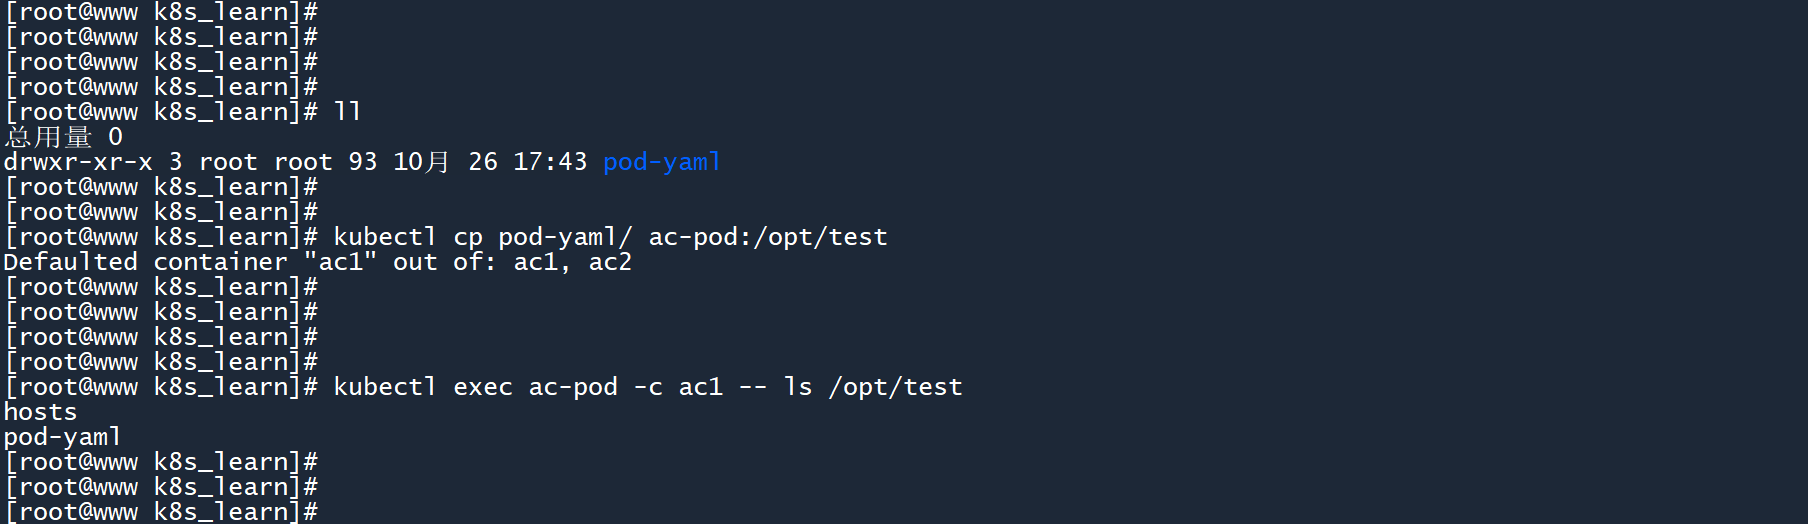 [root@www k8s_learn]#
[root@www k8s_learn]#
[root@www k8s_learn]#
[root@www k8s_learn]#
[root@www k8s_learn]# ll
总用量 0
drwxr-xr-x 3 root root 93 10月 26 17:43 pod-yaml
[root@www k8s_learn]#
[root@www k8s_learn]#
[root@www k8s_learn]# kubectl cp pod-yaml/ ac-pod:/opt/test
Defaulted container "ac1" out of: ac1, ac2
[root@www k8s_learn]#
[root@www k8s_learn]#
[root@www k8s_learn]#
[root@www k8s_learn]#
[root@www k8s_learn]# kubectl exec ac-pod -c ac1 -- ls /opt/test
hosts
pod-yaml
[root@www k8s_learn]#
[root@www k8s_learn]#
[root@www k8s_learn]#